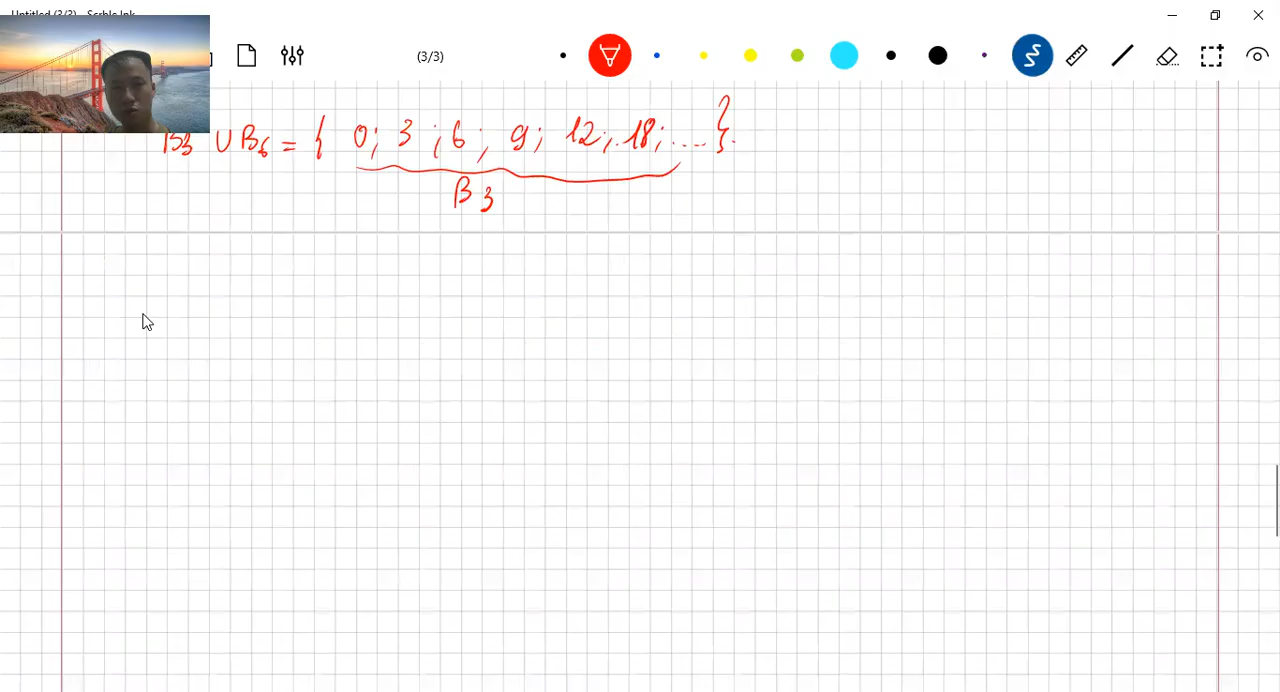 Untitled (3/3) - Scrble Ink
(3/3)
B3 ∪ B6 = { 0; 3 ; 6 ; 9; 12; 18; ... }.
B3